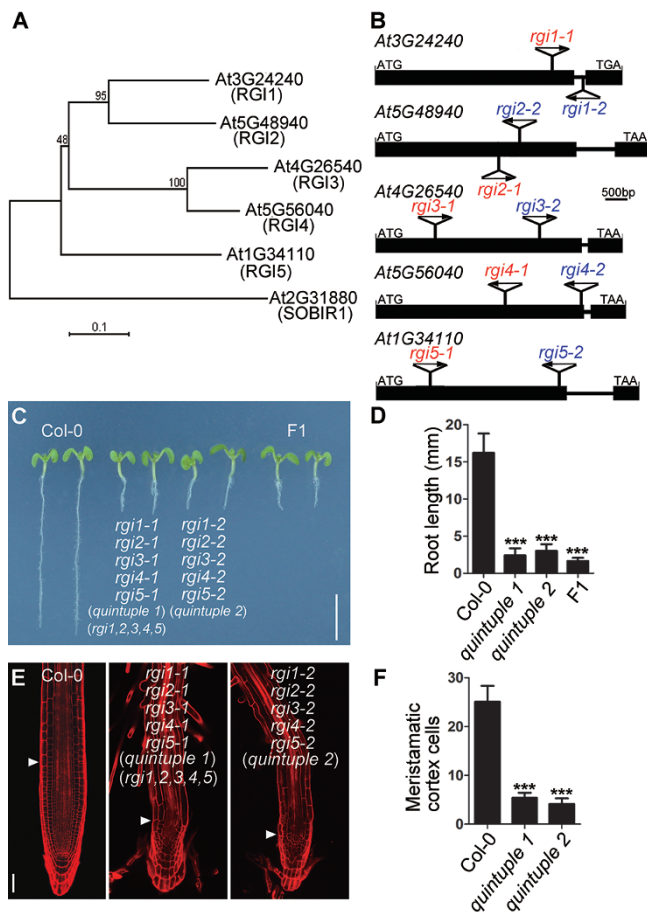 A
At3G24240
(RGI1)
95
At5G48940
(RGI2)
48
At4G26540
(RGI3)
100
At5G56040
(RGI4)
At1G34110
(RGI5)
At2G31880
(SOBIR1)
0.1
B
At3G24240
rgi1-1
ATG
TGA
rgi1-2
At5G48940
rgi2-2
ATG
TAA
rgi2-1
At4G26540
500bp
rgi3-1
rgi3-2
ATG
TAA
At5G56040
rgi4-1
rgi4-2
ATG
TAA
At1G34110
rgi5-1
rgi5-2
ATG
TAA
C
Col-0
F1
rgi1-1
rgi2-1
rgi3-1
rgi4-1
rgi5-1
(quintuple 1)
(rgi1,2,3,4,5)
rgi1-2
rgi2-2
rgi3-2
rgi4-2
rgi5-2
(quintuple 2)
D
Root length (mm)
20
15
10
5
0
***
***
***
Col-0
quintuple 1
quintuple 2
F1
E
Col-0
rgi1-1
rgi2-1
rgi3-1
rgi4-1
rgi5-1
(quintuple 1)
(rgi1,2,3,4,5)
rgi1-2
rgi2-2
rgi3-2
rgi4-2
rgi5-2
(quintuple 2)
F
Meristamatic
cortex cells
30
20
10
0
***
***
Col-0
quintuple 1
quintuple 2